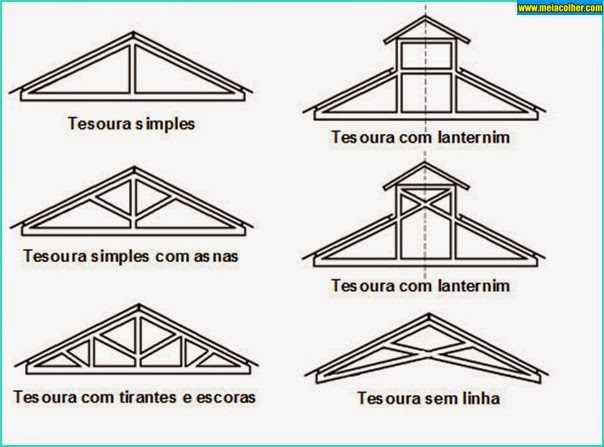 www.meiacolher.com
Tesoura simples
Tesoura com lanternim
Tesoura simples com asnas
Tesoura com lanternim
Tesoura com tirantes e escoras
Tesoura sem linha